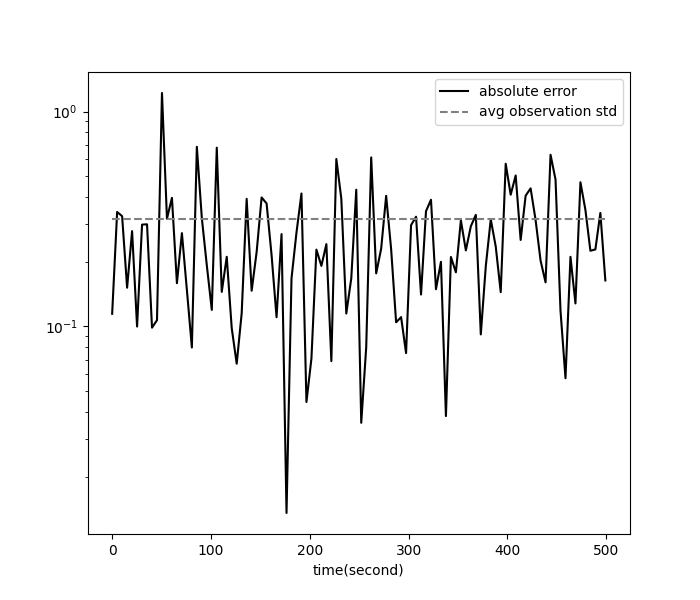 absolute error
avg observation std
10⁰
10⁻¹
0 100 200 300 400 500
time(second)